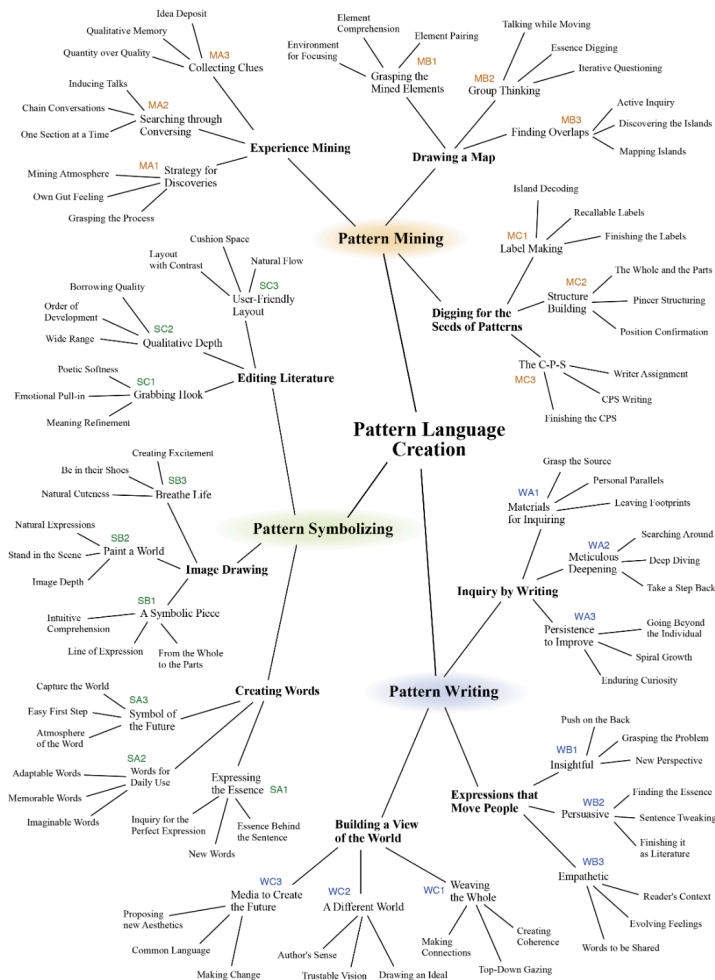 Pattern Language
Creation
Pattern Mining
Experience Mining
MA3
Collecting Clues
Idea Deposit
Qualitative Memory
Quantity over Quality
MA2
Searching through
Conversing
Inducing Talks
Chain Conversations
One Section at a Time
MA1
Strategy for
Discoveries
Mining Atmosphere
Own Gut Feeling
Grasping the Process
Drawing a Map
MB1
Grasping the
Mined Elements
Environment
for Focusing
Element
Comprehension
Element Pairing
MB2
Group Thinking
Talking while Moving
Essence Digging
Iterative Questioning
MB3
Finding Overlaps
Active Inquiry
Discovering the Islands
Mapping Islands
Digging for the
Seeds of Patterns
MC1
Label Making
Island Decoding
Recallable Labels
Finishing the Labels
MC2
Structure
Building
The Whole and the Parts
Pincer Structuring
Position Confirmation
The C-P-S
MC3
Writer Assignment
CPS Writing
Finishing the CPS
Pattern Symbolizing
Editing Literature
SC3
User-Friendly
Layout
Cushion Space
Layout
with Contrast
Natural Flow
SC2
Qualitative Depth
Borrowing Quality
Order of
Development
Wide Range
SC1
Grabbing Hook
Poetic Softness
Emotional Pull-in
Meaning Refinement
Image Drawing
SB3
Breathe Life
Creating Excitement
Be in their Shoes
Natural Cuteness
SB2
Paint a World
Natural Expressions
Stand in the Scene
Image Depth
SB1
A Symbolic Piece
Intuitive
Comprehension
Line of Expression
From the Whole
to the Parts
Creating Words
SA3
Symbol of
the Future
Capture the World
Easy First Step
Atmosphere
of the Word
SA2
Words for
Daily Use
Adaptable Words
Memorable Words
Imaginable Words
Expressing
the Essence
SA1
Inquiry for the
Perfect Expression
New Words
Essence Behind
the Sentence
Pattern Writing
Inquiry by Writing
WA1
Materials
for Inquiring
Grasp the Source
Personal Parallels
Leaving Footprints
WA2
Meticulous
Deepening
Searching Around
Deep Diving
Take a Step Back
WA3
Persistence
to Improve
Going Beyond
the Individual
Spiral Growth
Enduring Curiosity
Expressions that
Move People
WB1
Insightful
Push on the Back
Grasping the Problem
New Perspective
WB2
Persuasive
Finding the Essence
Sentence Tweaking
Finishing it
as Literature
WB3
Empathetic
Reader's Context
Evolving Feelings
Words to be Shared
Building a View
of the World
WC3
Media to Create
the Future
Proposing
new Aesthetics
Common Language
Making Change
WC2
A Different World
Author's Sense
Trustable Vision
Drawing an Ideal
WC1
Weaving
the Whole
Making
Connections
Top-Down Gazing
Creating
Coherence